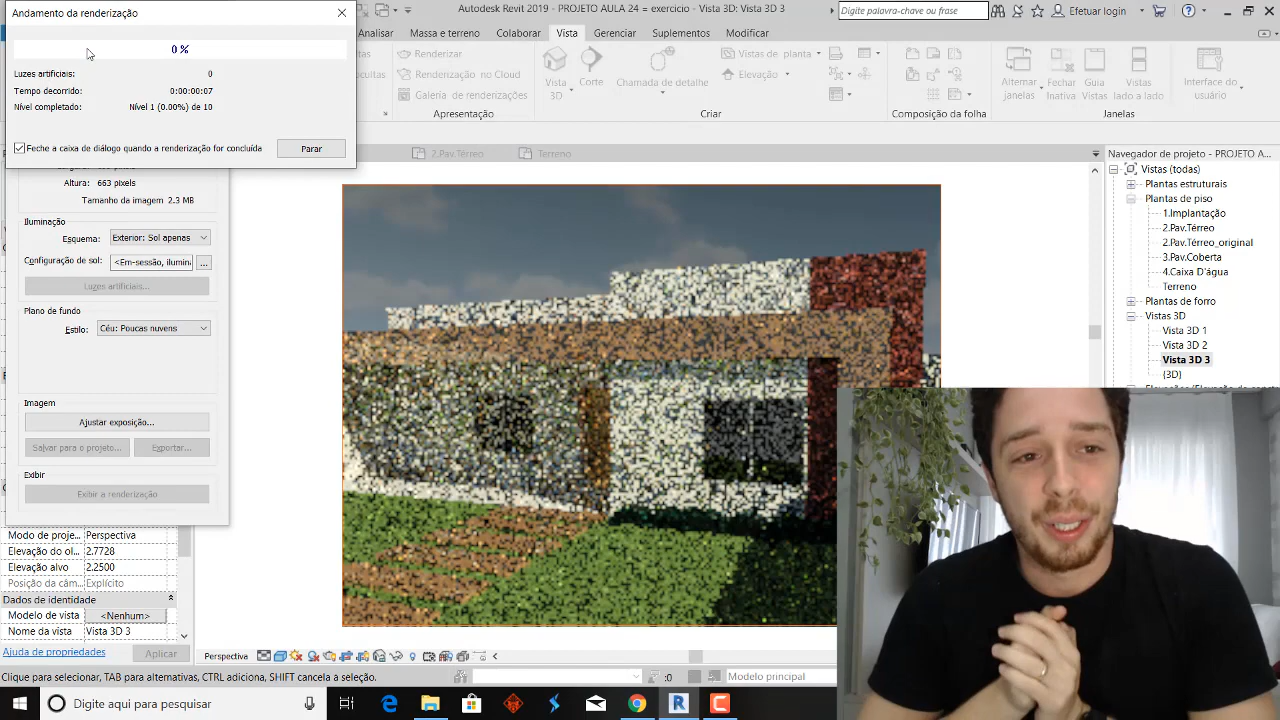 Andamento da renderização
0 %
Luzes artificiais: 0
Tempo decorrido: 0:00:00:07
Nível completado: Nível 1 (0.00%) de 10
Feche a caixa de diálogo quando a renderização for concluída
Parar
Autodesk Revit 2019 - PROJETO AULA 24 = exercicio - Vista 3D: Vista 3D 3
Digite palavra-chave ou frase
Efetuar login
Analisar
Massa e terreno
Colaborar
Vista
Gerenciar
Suplementos
Modificar
Renderizar
Renderização no Cloud
Galeria de renderizações
Apresentação
Vista 3D
Corte
Chamada de detalhe
Vistas de planta
Elevação
Criar
Composição da folha
Alternar janelas
Fechar Inativa
Guia Vistas
Vistas lado a lado
Janelas
Interface do usuário
2.Pav.Térreo
Terreno
Altura: 663 pixels
Tamanho da imagem 2.3 MB
Iluminação
Esquema: Exterior: Sol apenas
Configuração de sol: <Em-sessão, ilumin
...
Luzes artificiais...
Plano de fundo
Estilo: Céu: Poucas nuvens
Imagem
Ajustar exposição...
Salvar para o projeto...
Exportar...
Exibir
Exibir a renderização
Modo de proje... Perspectiva
Elevação do ol... 2.7728
Elevação alvo 2.2500
Posição da câm... Explícito
Dados de identidade
Modelo de vista <Nenhum>
Nome da vista Vista 3D 3
Ajuda de propriedades
Aplicar
Navegador de projeto - PROJETO A...
Vistas (todas)
Plantas estruturais
Plantas de piso
1.Implantação
2.Pav.Térreo
2.Pav.Térreo_original
3.Pav.Coberta
4.Caixa D'água
Terreno
Plantas de forro
Vistas 3D
Vista 3D 1
Vista 3D 2
Vista 3D 3
{3D}
Perspectiva
Clique para selecionar, TAB para alternativas, CTRL adiciona, SHIFT cancela a seleção.
:0
Modelo principal
Digite aqui para pesquisar